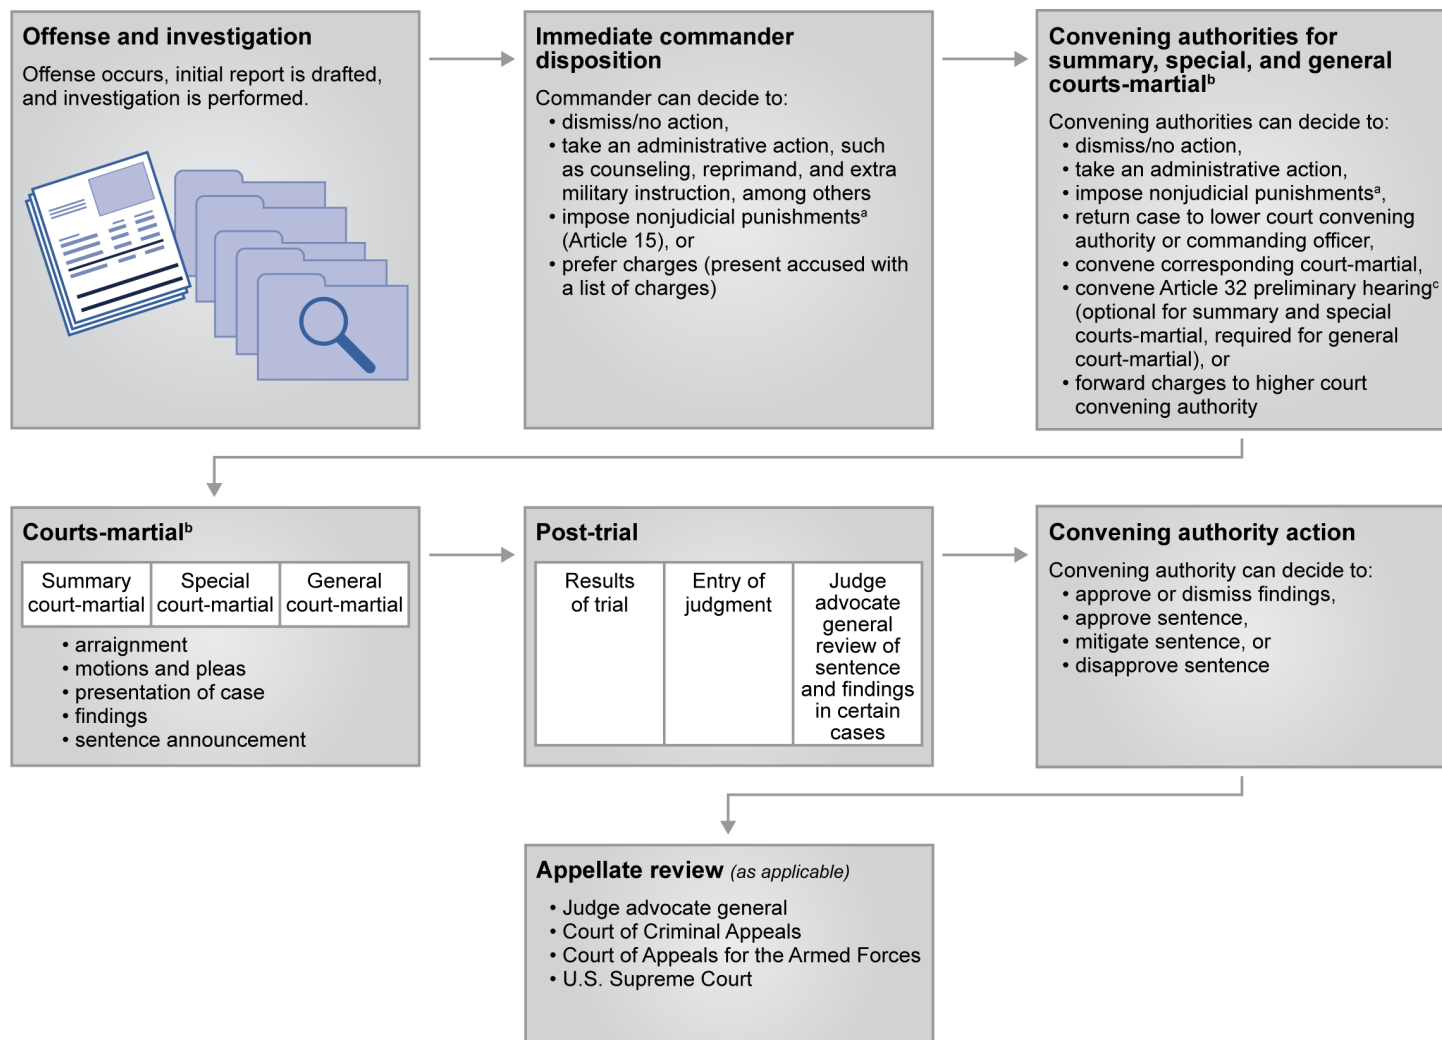 Offense and investigation
Offense occurs, initial report is drafted,
and investigation is performed.
Immediate commander
disposition
Commander can decide to:
• dismiss/no action,
• take an administrative action, such
as counseling, reprimand, and extra
military instruction, among others
• impose nonjudicial punishmentsᵃ
(Article 15), or
• prefer charges (present accused with
a list of charges)
Convening authorities for
summary, special, and general
courts-martialᵇ
Convening authorities can decide to:
• dismiss/no action,
• take an administrative action,
• impose nonjudicial punishmentsᵃ,
• return case to lower court convening
authority or commanding officer,
• convene corresponding court-martial,
• convene Article 32 preliminary hearingᶜ
(optional for summary and special
courts-martial, required for general
court-martial), or
• forward charges to higher court
convening authority
Courts-martialᵇ
Summary
court-martial
Special
court-martial
General
court-martial
• arraignment
• motions and pleas
• presentation of case
• findings
• sentence announcement
Post-trial
Results
of trial
Entry of
judgment
Judge
advocate
general
review of
sentence
and findings
in certain
cases
Convening authority action
Convening authority can decide to:
• approve or dismiss findings,
• approve sentence,
• mitigate sentence, or
• disapprove sentence
Appellate review (as applicable)
• Judge advocate general
• Court of Criminal Appeals
• Court of Appeals for the Armed Forces
• U.S. Supreme Court